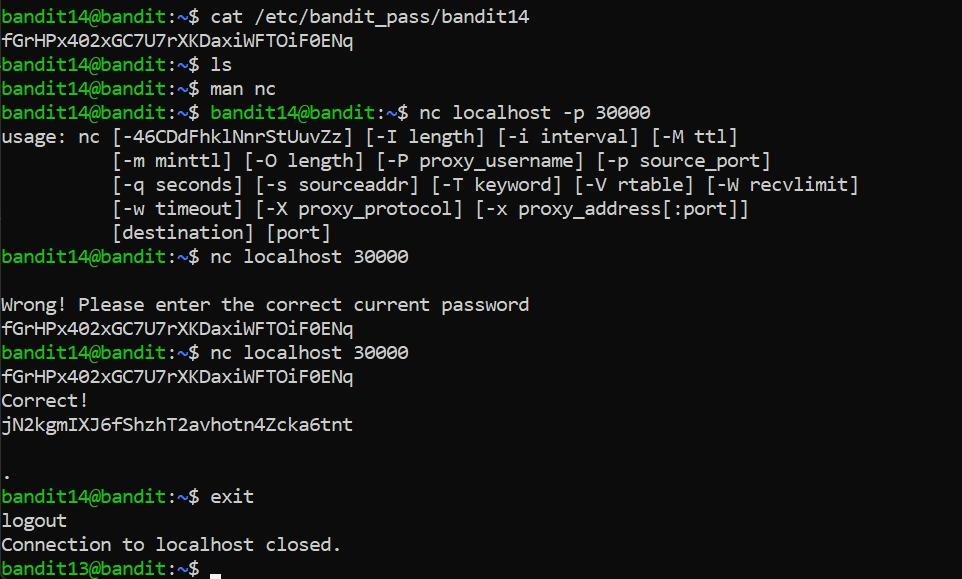 bandit14@bandit:~$ cat /etc/bandit_pass/bandit14
fGrHPx402xGC7U7rXKDaxiWFTOiF0ENq
bandit14@bandit:~$ ls
bandit14@bandit:~$ man nc
bandit14@bandit:~$ bandit14@bandit:~$ nc localhost -p 30000
usage: nc [-46CDdFhklNnrStUuvZz] [-I length] [-i interval] [-M ttl]
          [-m minttl] [-O length] [-P proxy_username] [-p source_port]
          [-q seconds] [-s sourceaddr] [-T keyword] [-V rtable] [-W recvlimit]
          [-w timeout] [-X proxy_protocol] [-x proxy_address[:port]]
          [destination] [port]
bandit14@bandit:~$ nc localhost 30000

Wrong! Please enter the correct current password
fGrHPx402xGC7U7rXKDaxiWFTOiF0ENq
bandit14@bandit:~$ nc localhost 30000
fGrHPx402xGC7U7rXKDaxiWFTOiF0ENq
Correct!
jN2kgmIXJ6fShzhT2avhotn4Zcka6tnt

.
bandit14@bandit:~$ exit
logout
Connection to localhost closed.
bandit13@bandit:~$